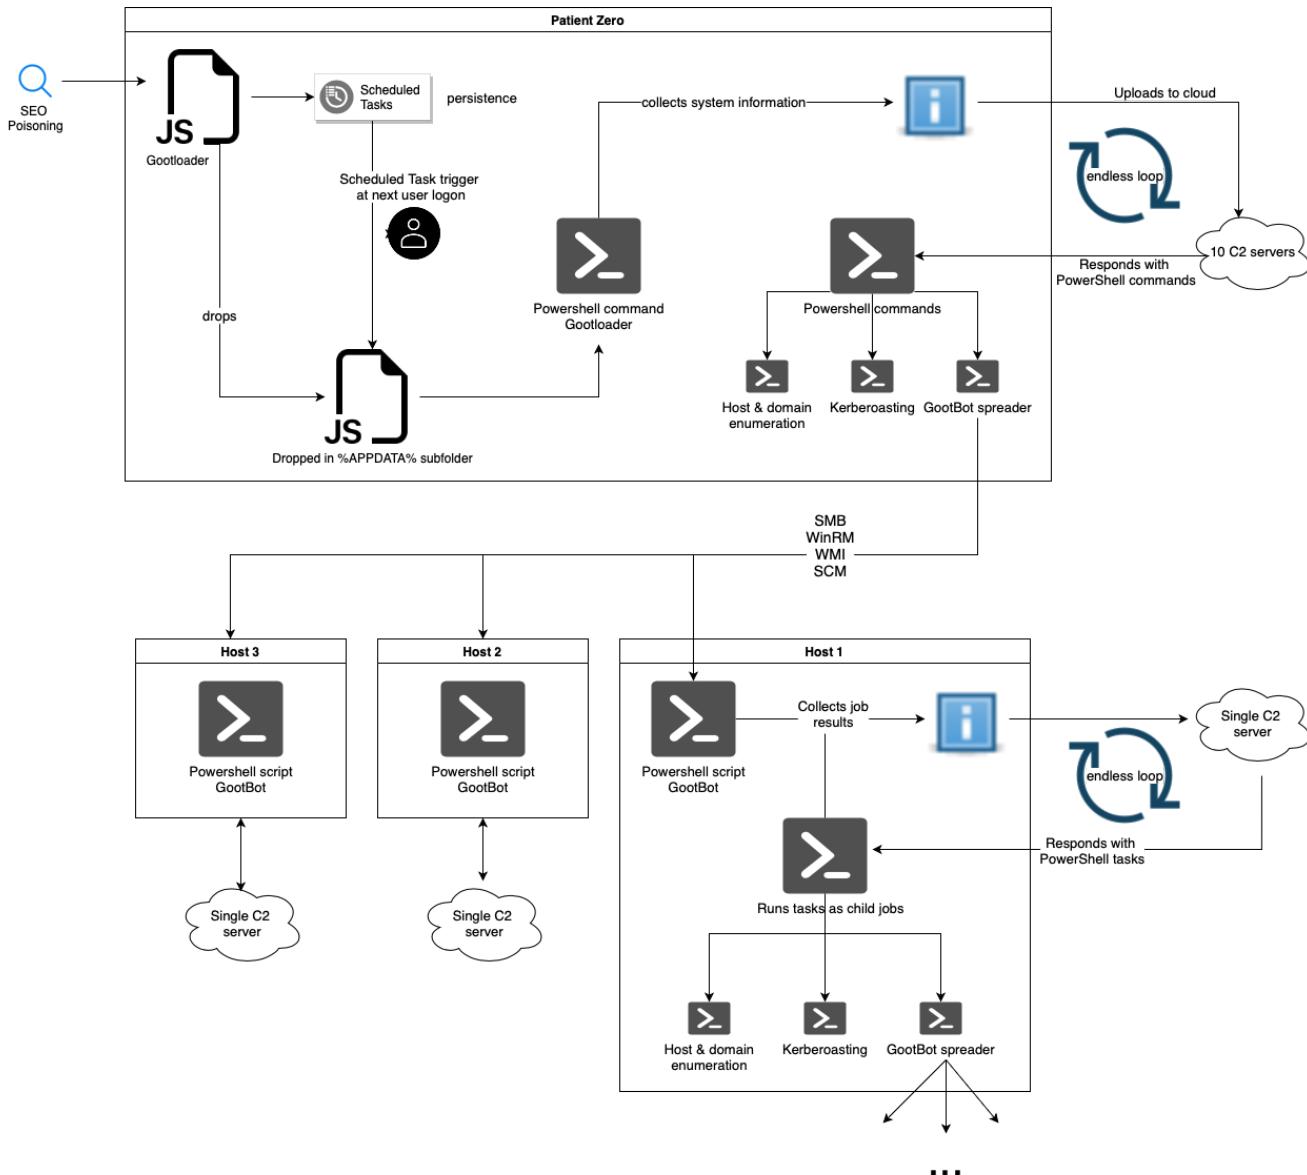 Patient Zero
SEO
Poisoning
JS
Gootloader
Scheduled
Tasks
persistence
collects system information
Uploads to cloud
endless loop
Scheduled Task trigger
at next user logon
10 C2 servers
Responds with
PowerShell commands
Powershell command
Gootloader
Powershell commands
drops
JS
Dropped in %APPDATA% subfolder
Host & domain
enumeration
Kerberoasting
GootBot spreader
SMB
WinRM
WMI
SCM
Host 3
Powershell script
GootBot
Single C2
server
Host 2
Powershell script
GootBot
Single C2
server
Host 1
Powershell script
GootBot
Collects job
results
Single C2
server
endless loop
Responds with
PowerShell tasks
Runs tasks as child jobs
Host & domain
enumeration
Kerberoasting
GootBot spreader
...